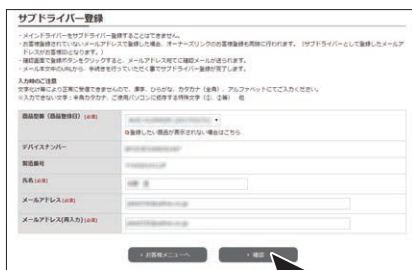 サブドライバー登録
・メインドライバーをサブドライバー登録することはできません。
・お客様登録されていないメールアドレスで登録した場合、オーナーズリンクのお客様登録も同時に行われます。（サブドライバーとして登録したメールア
ドレスがお客様IDとなります。）
・確認画面で登録ボタンをクリックすると、メールアドレス宛てに確認メールが送られます。
・メール本文中のURLから、手続きを行っていただく事でサブドライバー登録が完了します。
入力時のご注意
文字化け等により正常に受信できませんので、漢字、ひらがな、カタカナ（全角）、アルファベットにてご入力ください。
※入力できない文字：半角カタカナ、ご使用パソコンに依存する特殊文字（①、②等） 他
商品型番（商品登録日）[必須]
登録したい商品が表示されない場合はこちら
デバイスナンバー
製造番号
氏名 [必須]
メールアドレス [必須]
メールアドレス(再入力) [必須]
お客様メニューへ
確認